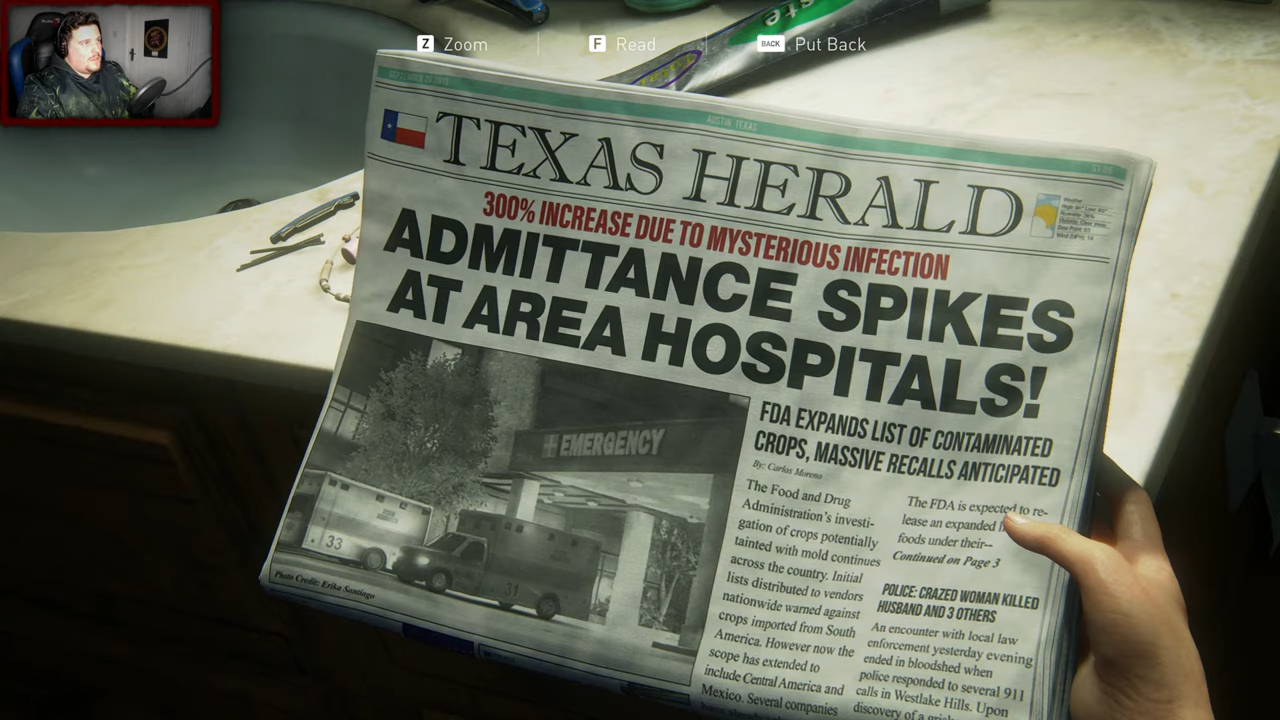 Z Zoom
F Read
BACK Put Back
AUSTIN, TEXAS
TEXAS HERALD
300% INCREASE DUE TO MYSTERIOUS INFECTION
ADMITTANCE SPIKES
AT AREA HOSPITALS!
EMERGENCY
33
31
Photo Credit: Erika Santiago
FDA EXPANDS LIST OF CONTAMINATED
CROPS, MASSIVE RECALLS ANTICIPATED
By: Carlos Moreno
The Food and Drug
Administration's investi-
gation of crops potentially
tainted with mold continues
across the country. Initial
lists distributed to vendors
nationwide warned against
crops imported from South
America. However now the
scope has extended to
include Central America and
Mexico. Several companies
The FDA is expected to re-
lease an expanded
foods under their--
Continued on Page 3
POLICE: CRAZED WOMAN KILLED
HUSBAND AND 3 OTHERS
An encounter with local law
enforcement yesterday evening
ended in bloodshed when
police responded to several 911
calls in Westlake Hills. Upon